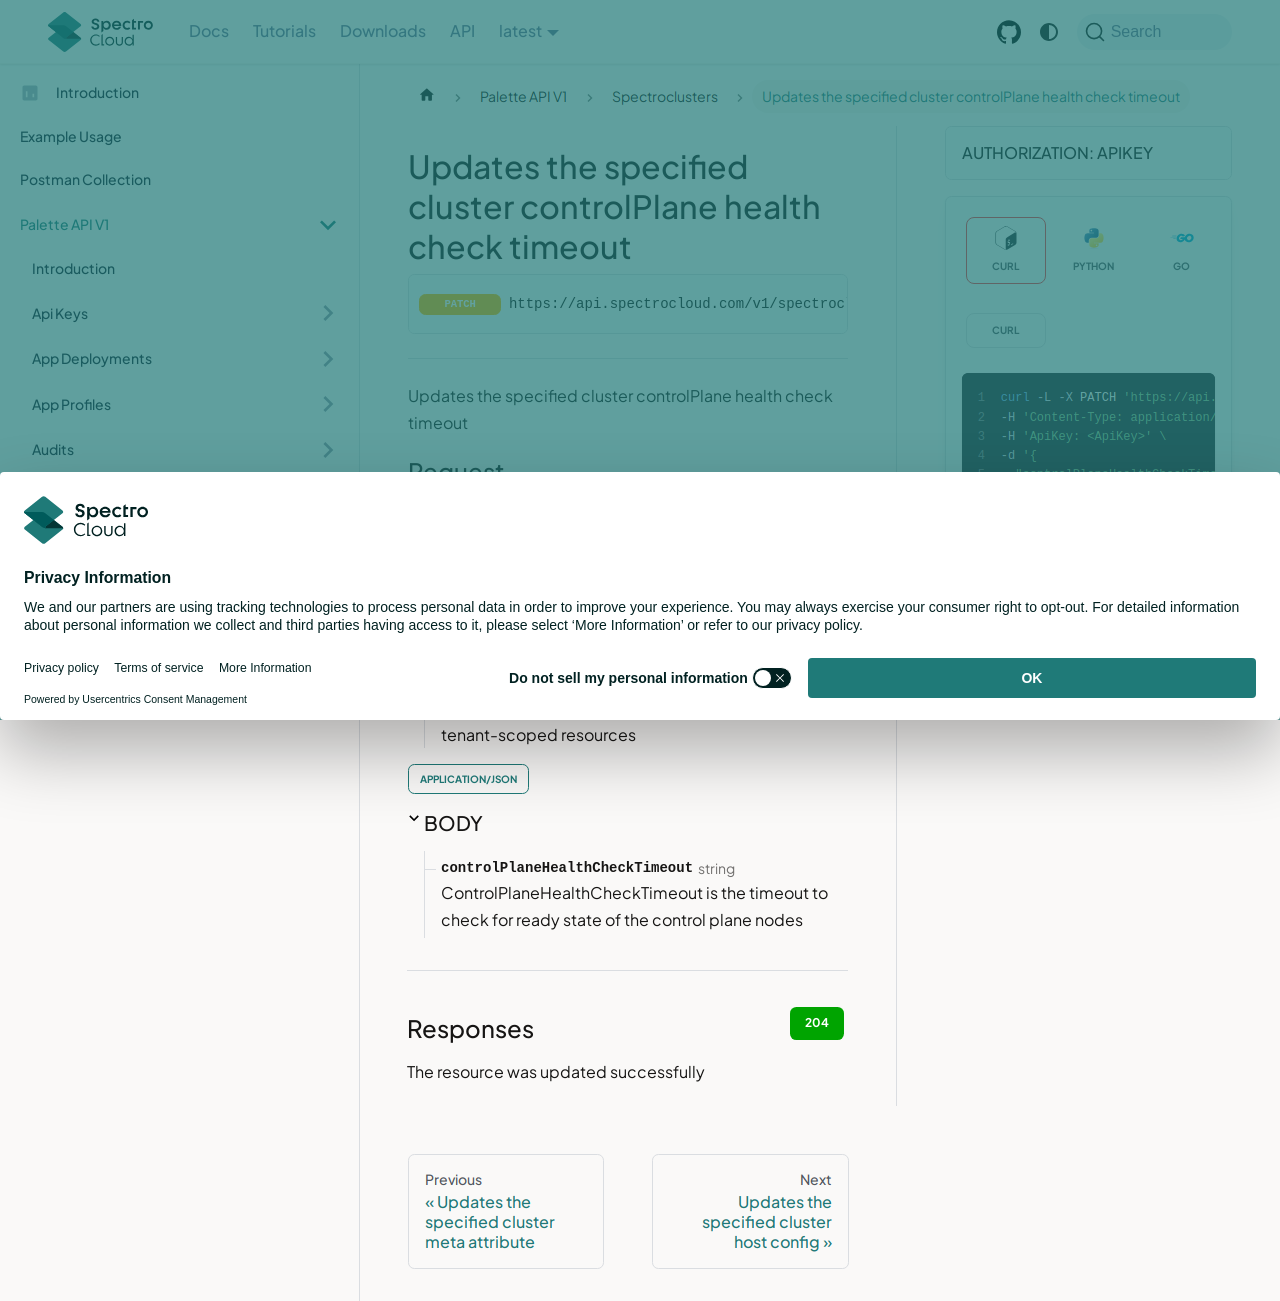 Spectro Cloud
Docs
Tutorials
Downloads
API
latest
Search
Introduction
Example Usage
Postman Collection
Palette API V1
Introduction
Api Keys
App Deployments
App Profiles
Audits
Palette API V1
Spectroclusters
Updates the specified cluster controlPlane health check timeout
Updates the specified
cluster controlPlane health
check timeout
PATCH https://api.spectrocloud.com/v1/spectroc
Updates the specified cluster controlPlane health check
timeout
Request
AUTHORIZATION: APIKEY
CURL
PYTHON
GO
CURL
1 curl -L -X PATCH 'https://api.
2 -H 'Content-Type: application/
3 -H 'ApiKey: <ApiKey>' \
4 -d '{
Spectro
Cloud
Privacy Information
We and our partners are using tracking technologies to process personal data in order to improve your experience. You may always exercise your consumer right to opt-out. For detailed information
about personal information we collect and third parties having access to it, please select ‘More Information’ or refer to our privacy policy.
Privacy policy
Terms of service
More Information
Powered by Usercentrics Consent Management
Do not sell my personal information
OK
tenant-scoped resources
APPLICATION/JSON
BODY
controlPlaneHealthCheckTimeout string
ControlPlaneHealthCheckTimeout is the timeout to
check for ready state of the control plane nodes
Responses
204
The resource was updated successfully
Previous
« Updates the
specified cluster
meta attribute
Next
Updates the
specified cluster
host config »